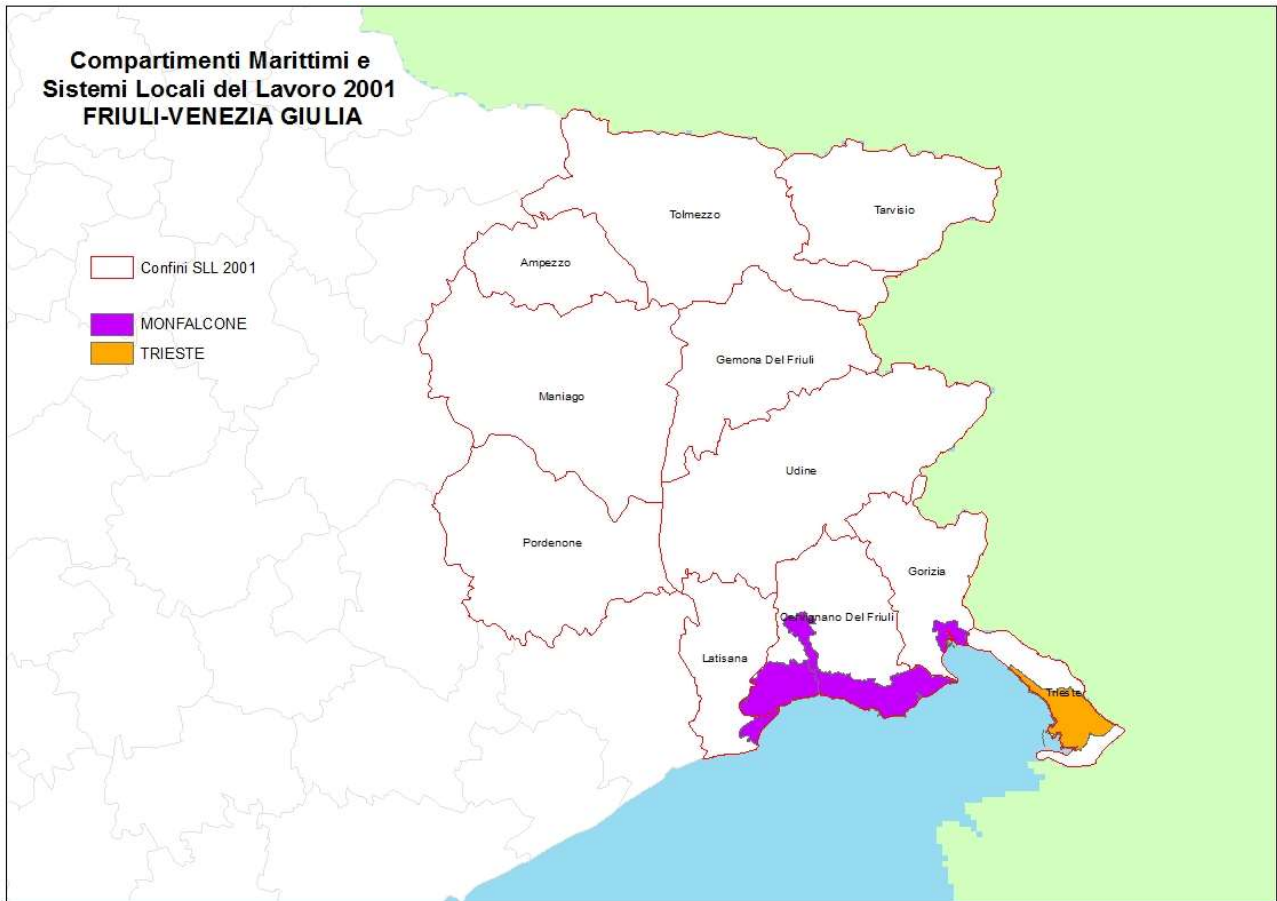 Compartimenti Marittimi e
Sistemi Locali del Lavoro 2001
FRIULI-VENEZIA GIULIA
Confini SLL 2001
MONFALCONE
TRIESTE
Tolmezzo
Tarvisio
Ampezzo
Gemona Del Friuli
Maniago
Udine
Pordenone
Gorizia
Cervignano Del Friuli
Latisana
Trieste